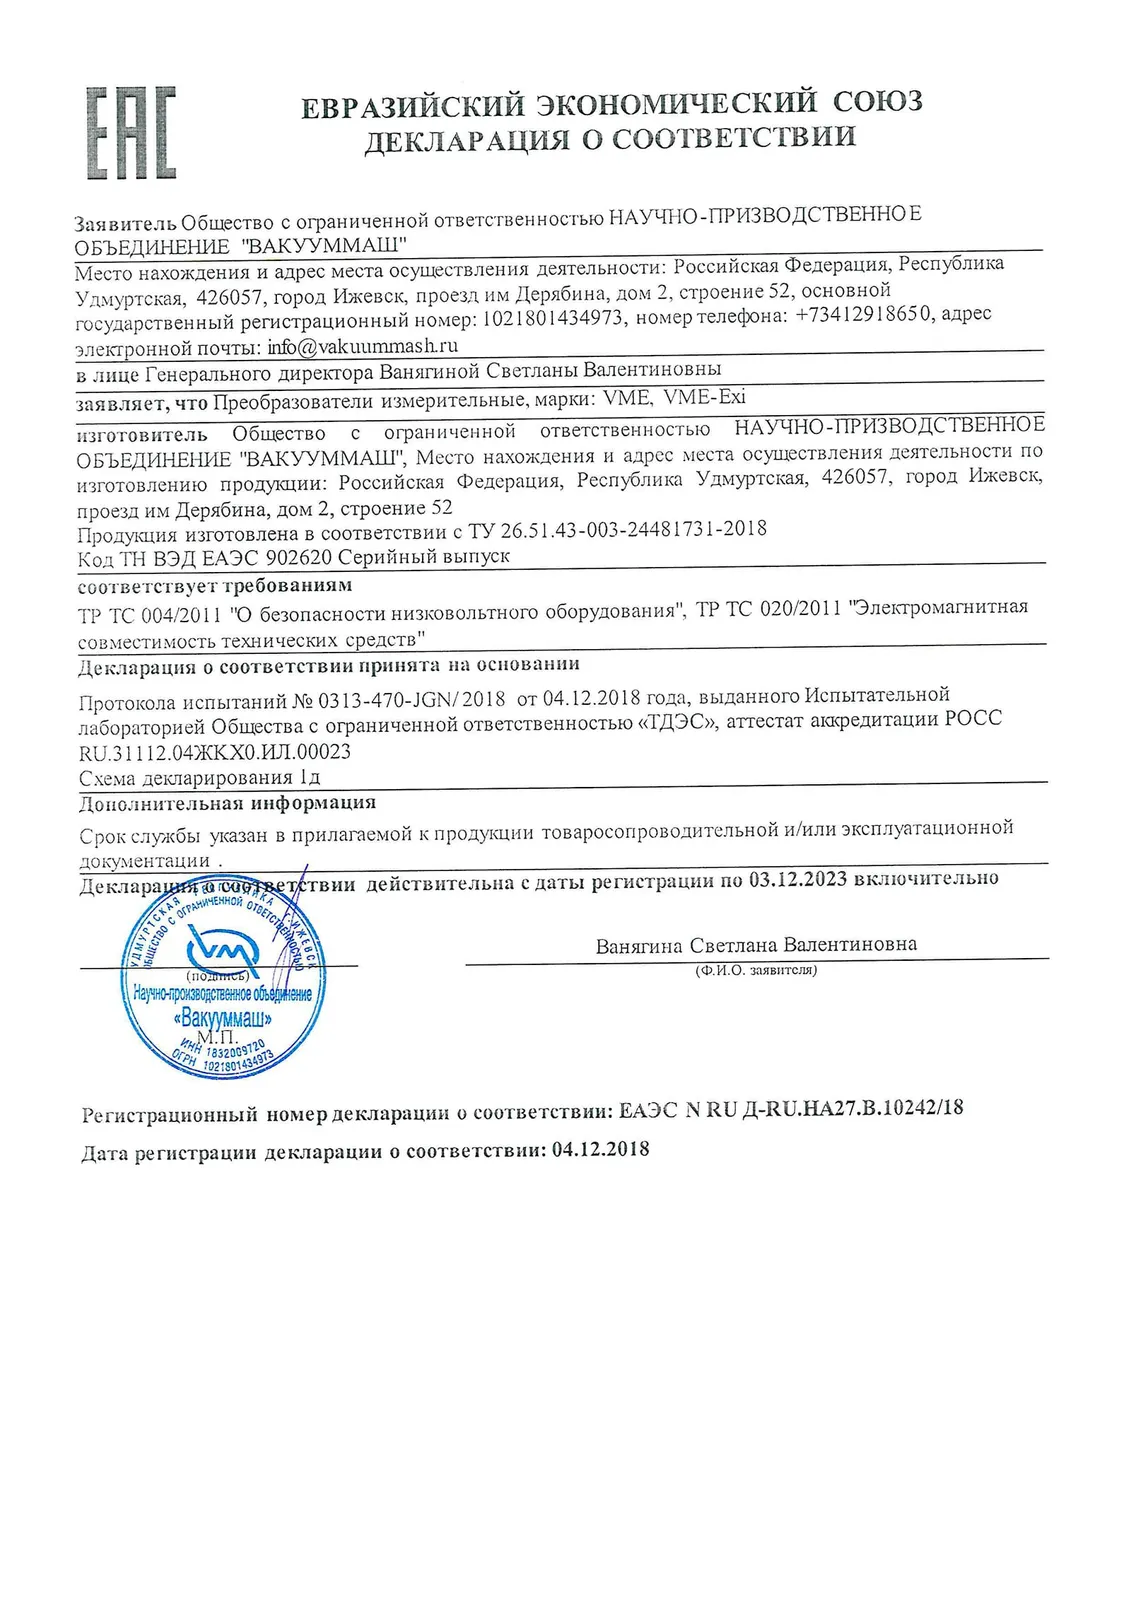 ЕАС
ЕВРАЗИЙСКИЙ ЭКОНОМИЧЕСКИЙ СОЮЗ
ДЕКЛАРАЦИЯ О СООТВЕТСТВИИ
Заявитель Общество с ограниченной ответственностью НАУЧНО-ПРИЗВОДСТВЕННОЕ
ОБЪЕДИНЕНИЕ "ВАКУУММАШ"
Место нахождения и адрес места осуществления деятельности: Российская Федерация, Республика
Удмуртская, 426057, город Ижевск, проезд им Дерябина, дом 2, строение 52, основной
государственный регистрационный номер: 1021801434973, номер телефона: +73412918650, адрес
электронной почты: info@vakuummash.ru
в лице Генерального директора Ванягиной Светланы Валентиновны
заявляет, что Преобразователи измерительные, марки: VME, VME-Exi
изготовитель Общество с ограниченной ответственностью НАУЧНО-ПРИЗВОДСТВЕННОЕ
ОБЪЕДИНЕНИЕ "ВАКУУММАШ", Место нахождения и адрес места осуществления деятельности по
изготовлению продукции: Российская Федерация, Республика Удмуртская, 426057, город Ижевск,
проезд им Дерябина, дом 2, строение 52
Продукция изготовлена в соответствии с ТУ 26.51.43-003-24481731-2018
Код ТН ВЭД ЕАЭС 902620 Серийный выпуск
соответствует требованиям
ТР ТС 004/2011 "О безопасности низковольтного оборудования", ТР ТС 020/2011 "Электромагнитная
совместимость технических средств"
Декларация о соответствии принята на основании
Протокола испытаний № 0313-470-JGN/2018 от 04.12.2018 года, выданного Испытательной
лабораторией Общества с ограниченной ответственностью «ТДЭС», аттестат аккредитации РОСС
RU.31112.04ЖКХ0.ИЛ.00023
Схема декларирования 1д
Дополнительная информация
Срок службы указан в прилагаемой к продукции товаросопроводительной и/или эксплуатационной
документации .
Декларация о соответствии действительна с даты регистрации по 03.12.2023 включительно
УДМУРТСКАЯ РЕСПУБЛИКА г.ИЖЕВСК
ОБЩЕСТВО С ОГРАНИЧЕННОЙ ОТВЕТСТВЕННОСТЬЮ
VM
Ванягина Светлана Валентиновна
(подпись)
(Ф.И.О. заявителя)
Научно-производственное объединение
«Вакууммаш»
М.П.
ИНН 1832009720
ОГРН 1021801434973
Регистрационный номер декларации о соответствии: ЕАЭС N RU Д-RU.НА27.В.10242/18
Дата регистрации декларации о соответствии: 04.12.2018